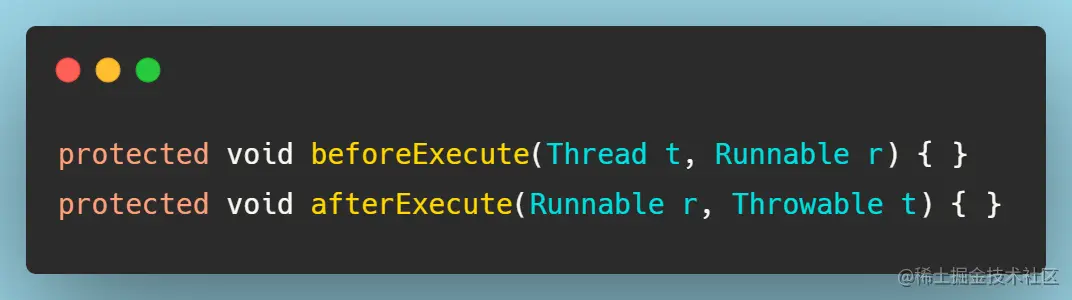 protected void beforeExecute(Thread t, Runnable r) { }
protected void afterExecute(Runnable r, Throwable t) { }
@稀土掘金技术社区